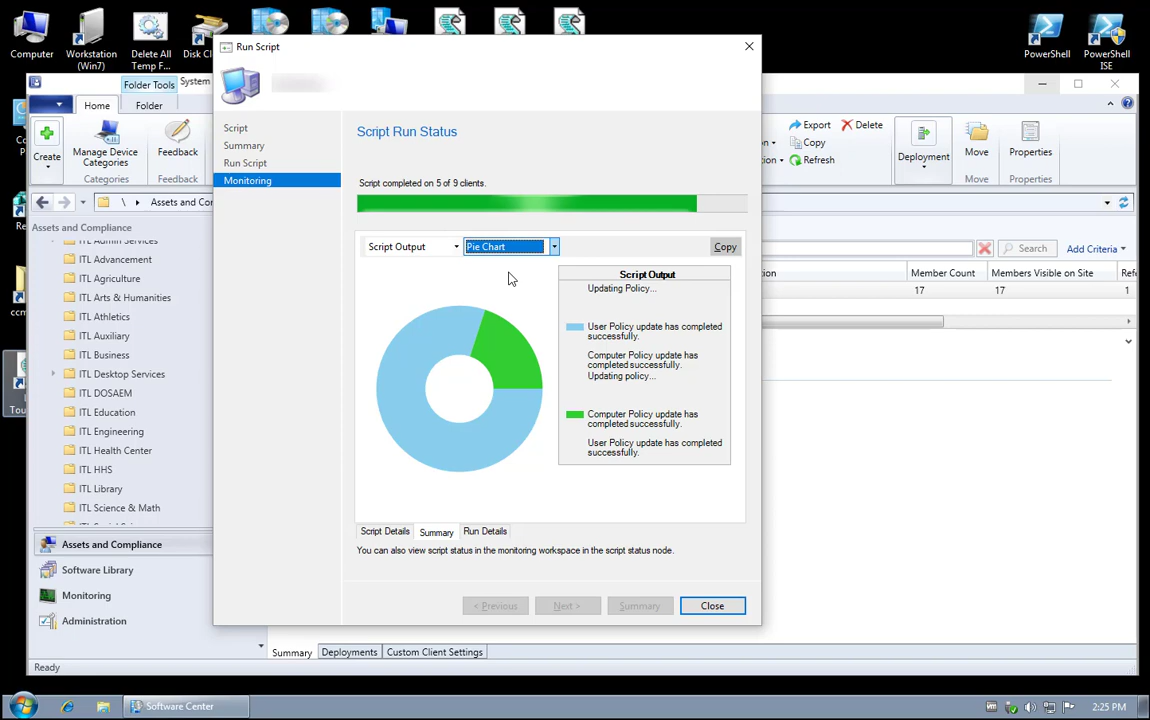 Computer
Workstation
(Win7)
Delete All
Temp F...
Disk Cl
PowerShell
PowerShell
ISE
Run Script
Folder Tools
System
Home
Folder
Create
Manage Device
Categories
Categories
Feedback
Feedback
Export
Delete
Copy
Refresh
Deployment
Move
Move
Properties
Properties
\
Assets and Cor
Assets and Compliance
ITL Admin Services
ITL Advancement
ITL Agriculture
ITL Arts & Humanities
ITL Athletics
ITL Auxiliary
ITL Business
ITL Desktop Services
ITL DOSAEM
ITL Education
ITL Engineering
ITL Health Center
ITL HHS
ITL Library
ITL Science & Math
Assets and Compliance
Software Library
Monitoring
Administration
Ready
Script
Summary
Run Script
Monitoring
Script Run Status
Script completed on 5 of 9 clients.
Script Output
Pie Chart
Copy
Script Output
Updating Policy...
User Policy update has completed
successfully.
Computer Policy update has
completed successfully.
Updating policy...
Computer Policy update has
completed successfully.
User Policy update has completed
successfully.
Script Details
Summary
Run Details
You can also view script status in the monitoring workspace in the script status node.
< Previous
Next >
Summary
Close
Search
Add Criteria
Member Count
Members Visible on Site
Refe
17
17
1
Summary
Deployments
Custom Client Settings
Software Center
2:25 PM